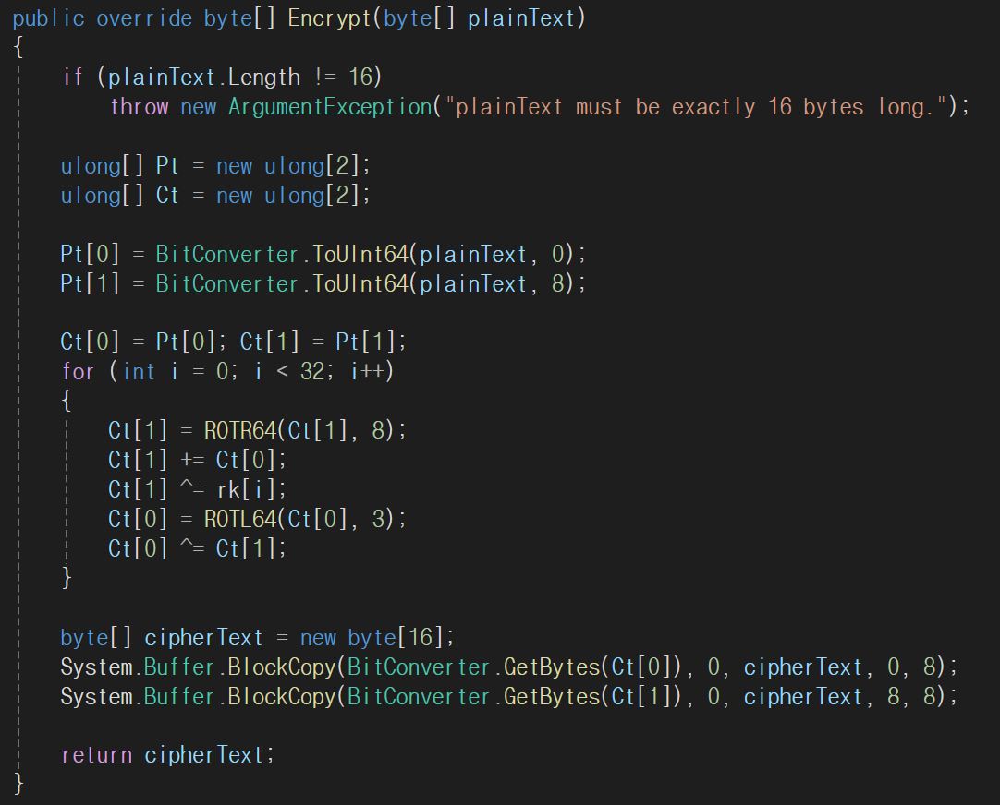 public override byte[] Encrypt(byte[] plainText)
{
    if (plainText.Length != 16)
        throw new ArgumentException("plainText must be exactly 16 bytes long.");

    ulong[] Pt = new ulong[2];
    ulong[] Ct = new ulong[2];

    Pt[0] = BitConverter.ToUInt64(plainText, 0);
    Pt[1] = BitConverter.ToUInt64(plainText, 8);

    Ct[0] = Pt[0]; Ct[1] = Pt[1];
    for (int i = 0; i < 32; i++)
    {
        Ct[1] = ROTR64(Ct[1], 8);
        Ct[1] += Ct[0];
        Ct[1] ^= rk[i];
        Ct[0] = ROTL64(Ct[0], 3);
        Ct[0] ^= Ct[1];
    }

    byte[] cipherText = new byte[16];
    System.Buffer.BlockCopy(BitConverter.GetBytes(Ct[0]), 0, cipherText, 0, 8);
    System.Buffer.BlockCopy(BitConverter.GetBytes(Ct[1]), 0, cipherText, 8, 8);

    return cipherText;
}